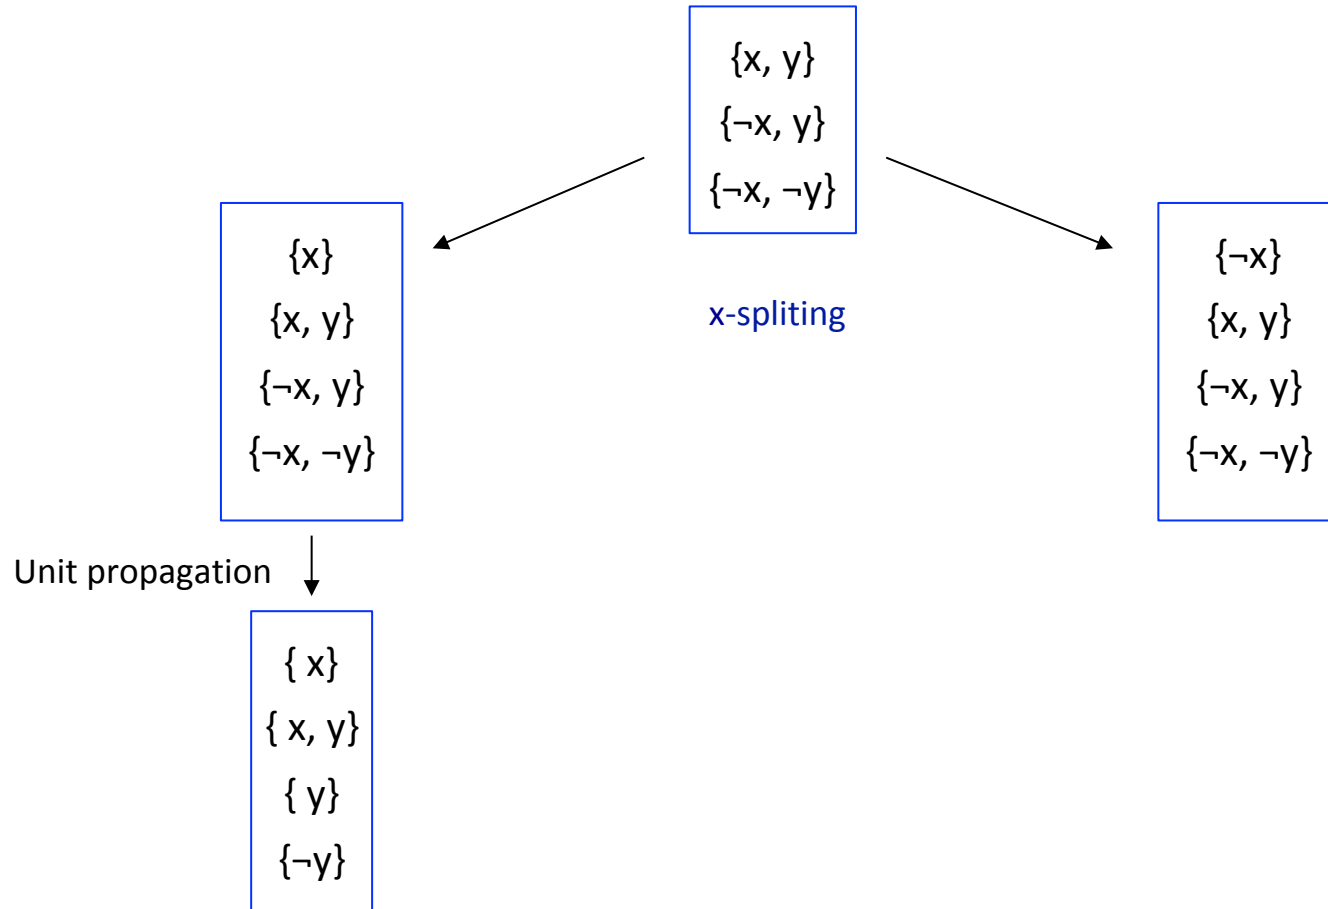 {x, y}
{¬x, y}
{¬x, ¬y}
x-spliting
{x}
{x, y}
{¬x, y}
{¬x, ¬y}
{¬x}
{x, y}
{¬x, y}
{¬x, ¬y}
Unit propagation
{ x}
{ x, y}
{ y}
{¬y}